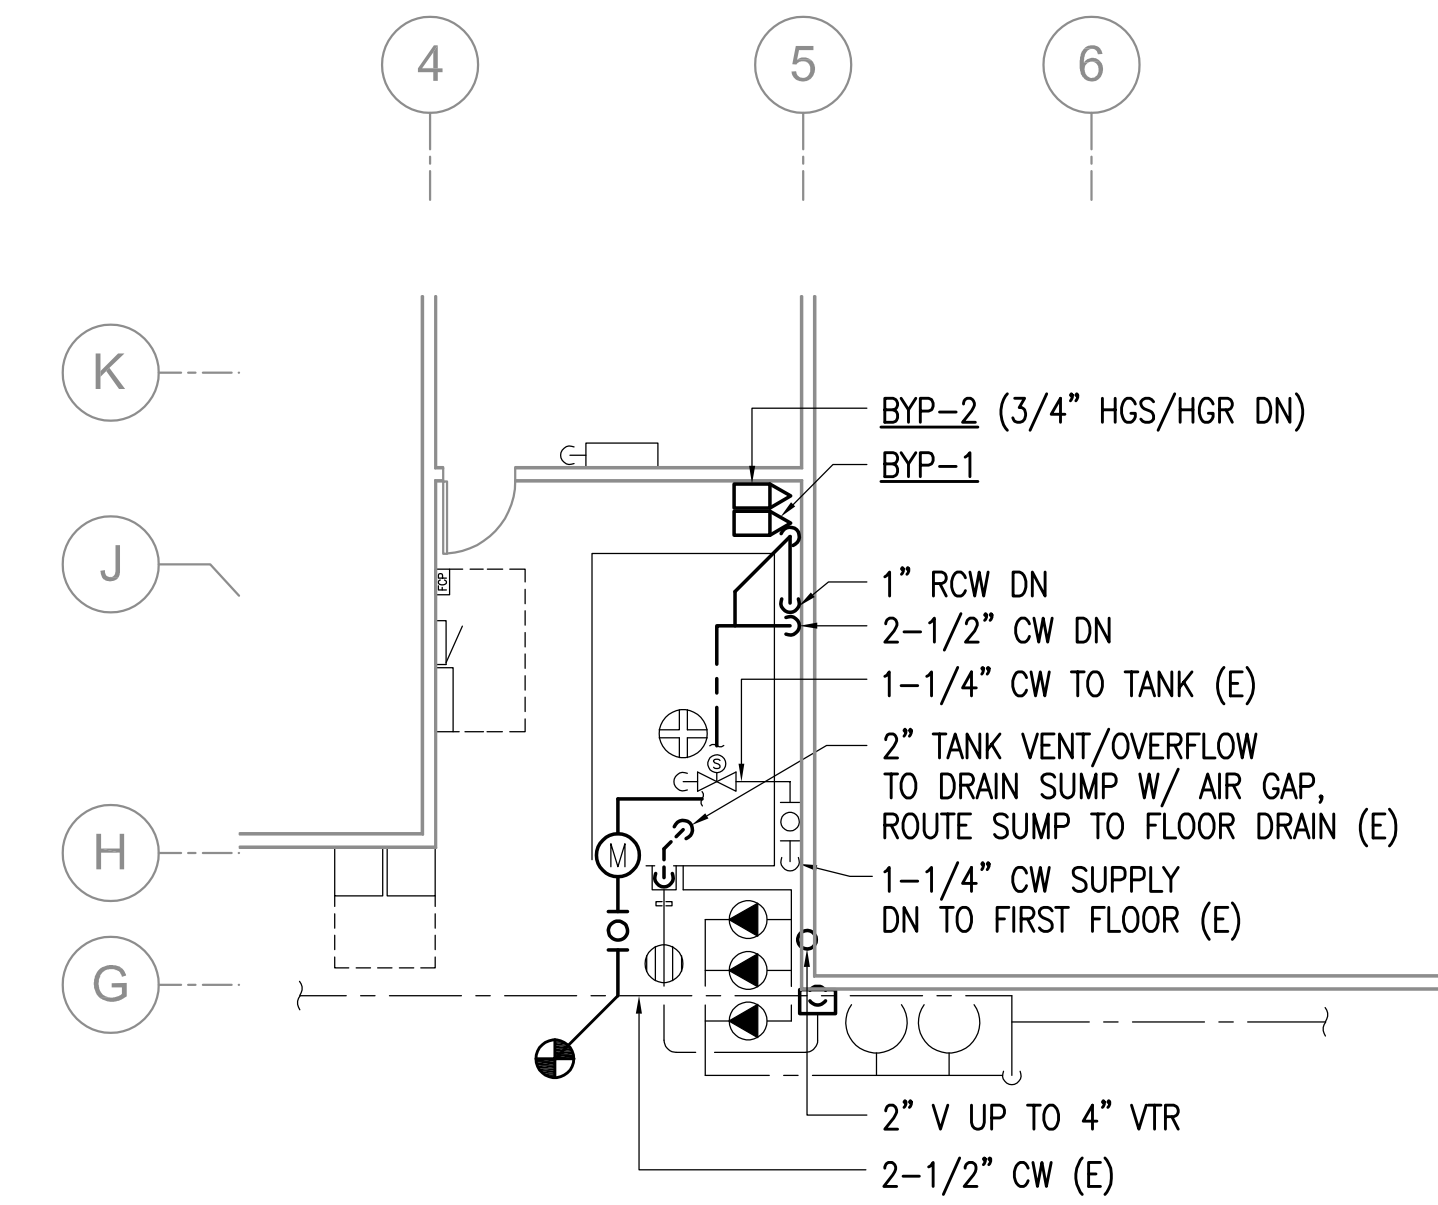 4
5
6
K
BYP-2 (3/4" HGS/HGR DN)
BYP-1
J
FCP
1" RCW DN
2-1/2" CW DN
1-1/4" CW TO TANK (E)
2" TANK VENT/OVERFLOW
TO DRAIN SUMP W/ AIR GAP,
ROUTE SUMP TO FLOOR DRAIN (E)
S
H
M
1-1/4" CW SUPPLY
DN TO FIRST FLOOR (E)
G
2" V UP TO 4" VTR
2-1/2" CW (E)